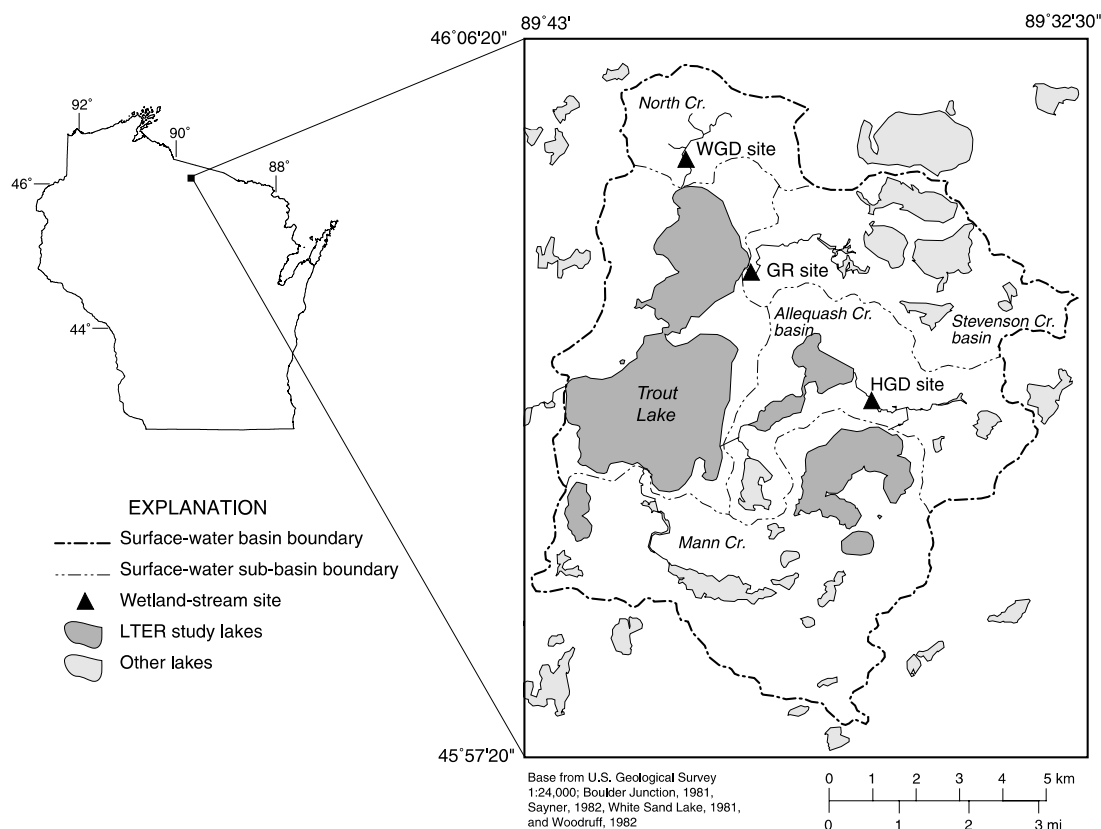 89˚43'
89˚32'30"
46˚06'20"
92˚
90˚
88˚
46˚
44˚
North Cr.
WGD site
GR site
Allequash Cr.
basin
Stevenson Cr.
basin
HGD site
Trout
Lake
Mann Cr.
45˚57'20"
EXPLANATION
Surface-water basin boundary
Surface-water sub-basin boundary
Wetland-stream site
LTER study lakes
Other lakes
Base from U.S. Geological Survey
1:24,000; Boulder Junction, 1981,
Sayner, 1982, White Sand Lake, 1981,
and Woodruff, 1982
0 1 2 3 4 5 km
0 1 2 3 mi